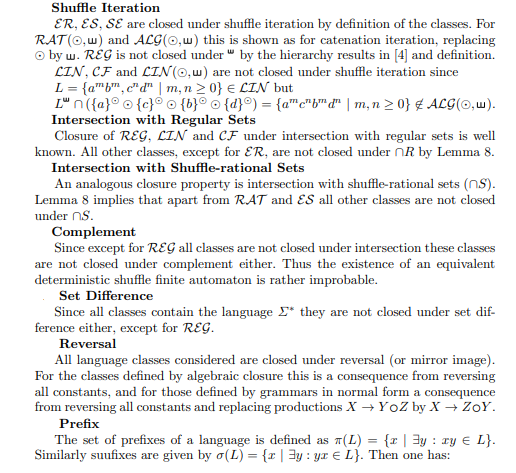 Shuffle Iteration
ℰℛ, ℰ𝒮, 𝒮ℰ are closed under shuffle iteration by definition of the classes. For
ℛ𝒜𝒯(⊙,ш) and 𝒜ℒ𝒢(⊙,ш) this is shown as for catenation iteration, replacing
⊙ by ш. ℛℰ𝒢 is not closed under ^ш by the hierarchy results in [4] and definition.
ℒℐ𝒩, 𝒞ℱ and ℒℐ𝒩(⊙,ш) are not closed under shuffle iteration since
L = {a^m b^m, c^n d^n | m, n ≥ 0} ∈ ℒℐ𝒩 but
L^ш ∩ ({a}^⊙ ⊙ {c}^⊙ ⊙ {b}^⊙ ⊙ {d}^⊙) = {a^m c^n b^m d^n | m, n ≥ 0} ∉ 𝒜ℒ𝒢(⊙,ш).
Intersection with Regular Sets
Closure of ℛℰ𝒢, ℒℐ𝒩 and 𝒞ℱ under intersection with regular sets is well
known. All other classes, except for ℰℛ, are not closed under ∩R by Lemma 8.
Intersection with Shuffle-rational Sets
An analogous closure property is intersection with shuffle-rational sets (∩S).
Lemma 8 implies that apart from ℛ𝒜𝒯 and ℰ𝒮 all other classes are not closed
under ∩S.
Complement
Since except for ℛℰ𝒢 all classes are not closed under intersection these classes
are not closed under complement either. Thus the existence of an equivalent
deterministic shuffle finite automaton is rather improbable.
Set Difference
Since all classes contain the language Σ* they are not closed under set dif-
ference either, except for ℛℰ𝒢.
Reversal
All language classes considered are closed under reversal (or mirror image).
For the classes defined by algebraic closure this is a consequence from reversing
all constants, and for those defined by grammars in normal form a consequence
from reversing all constants and replacing productions X → Y○Z by X → Z○Y.
Prefix
The set of prefixes of a language is defined as π(L) = {x | ∃y : xy ∈ L}.
Similarly suufixes are given by σ(L) = {x | ∃y : yx ∈ L}. Then one has: